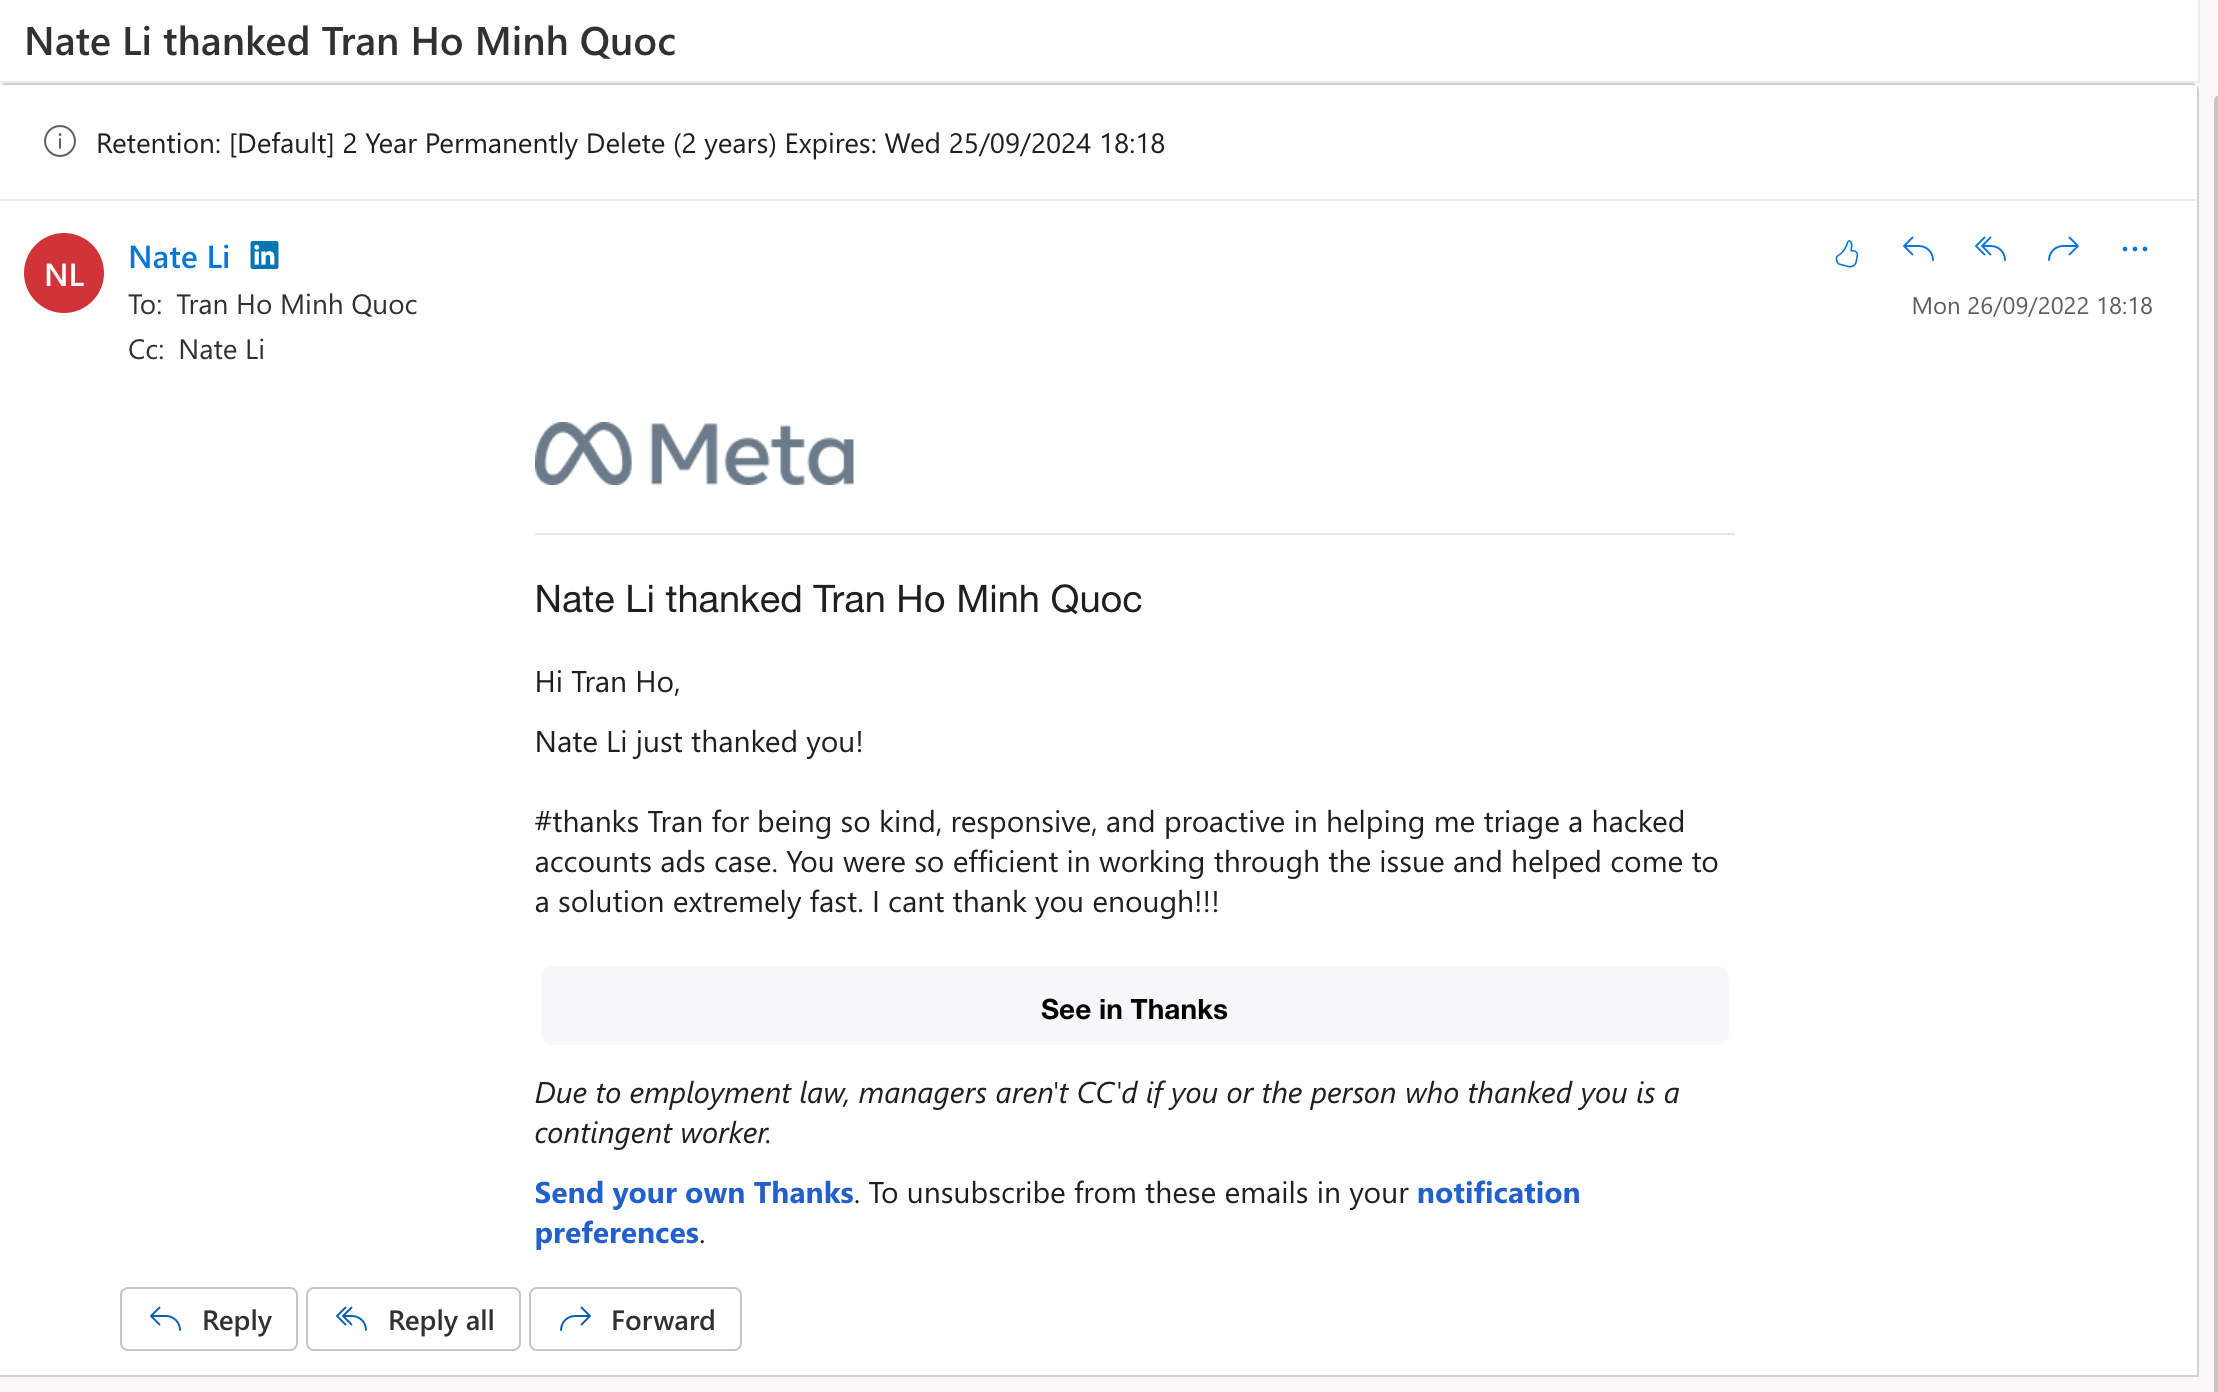 Nate Li thanked Tran Ho Minh Quoc
Retention: [Default] 2 Year Permanently Delete (2 years) Expires: Wed 25/09/2024 18:18
NL
Nate Li in
To: Tran Ho Minh Quoc
Mon 26/09/2022 18:18
Cc: Nate Li
Meta
Nate Li thanked Tran Ho Minh Quoc
Hi Tran Ho,
Nate Li just thanked you!
#thanks Tran for being so kind, responsive, and proactive in helping me triage a hacked
accounts ads case. You were so efficient in working through the issue and helped come to
a solution extremely fast. I cant thank you enough!!!
See in Thanks
Due to employment law, managers aren't CC'd if you or the person who thanked you is a
contingent worker.
Send your own Thanks. To unsubscribe from these emails in your notification
preferences.
Reply Reply all Forward